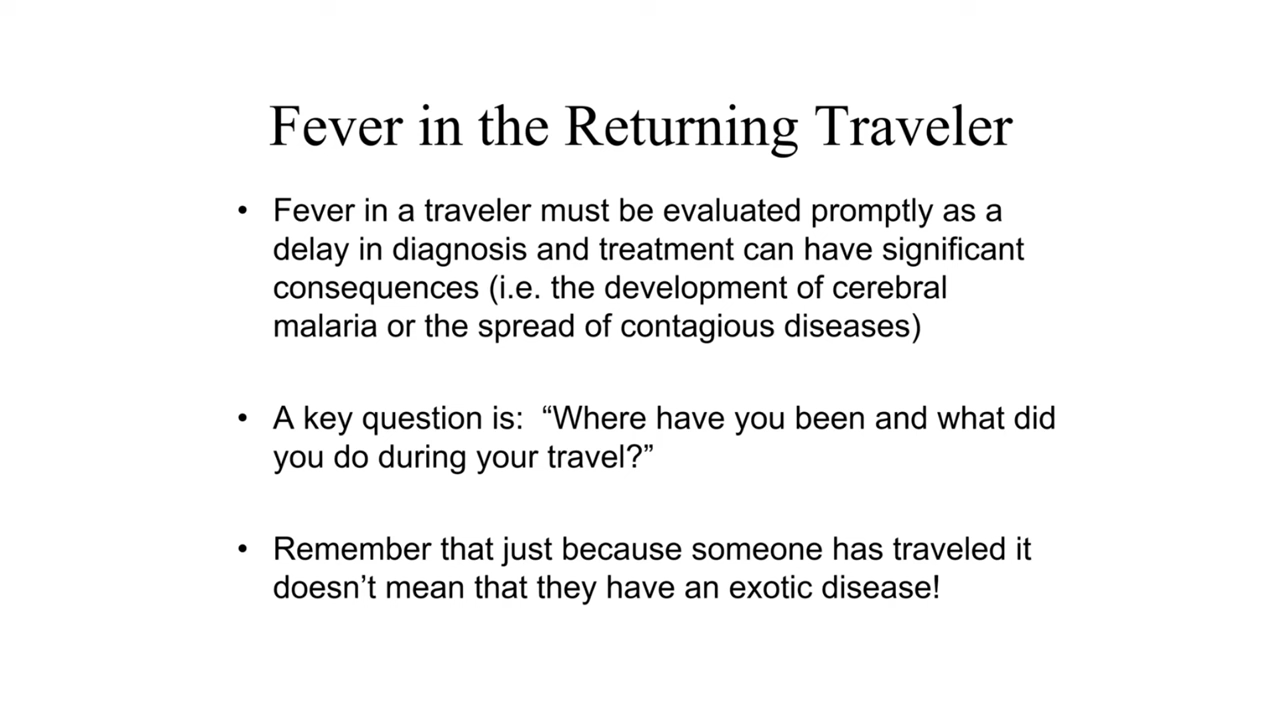 Fever in the Returning Traveler
• Fever in a traveler must be evaluated promptly as a
delay in diagnosis and treatment can have significant
consequences (i.e. the development of cerebral
malaria or the spread of contagious diseases)
• A key question is:  “Where have you been and what did
you do during your travel?”
• Remember that just because someone has traveled it
doesn’t mean that they have an exotic disease!